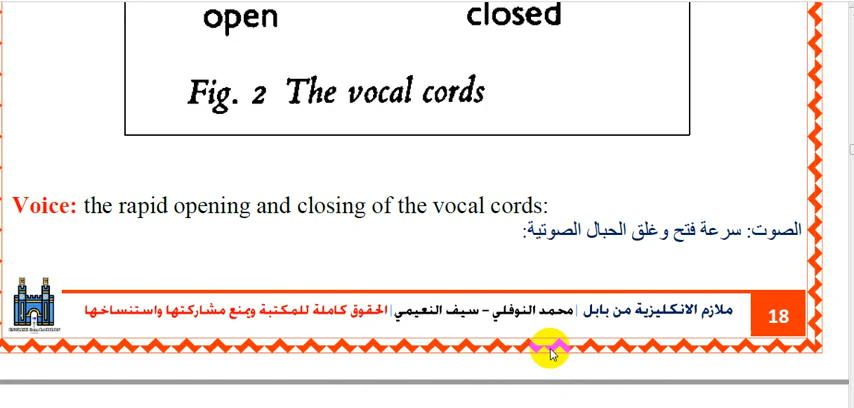 open closed
Fig. 2 The vocal cords
Voice: the rapid opening and closing of the vocal cords:
الصوت: سرعة فتح وغلق الحبال الصوتية:
ملازم الانكليزية من بابل | محمد النوفلي - سيف النعيمي | الحقوق كاملة للمكتبة ويمنع مشاركتها واستنساخها
18